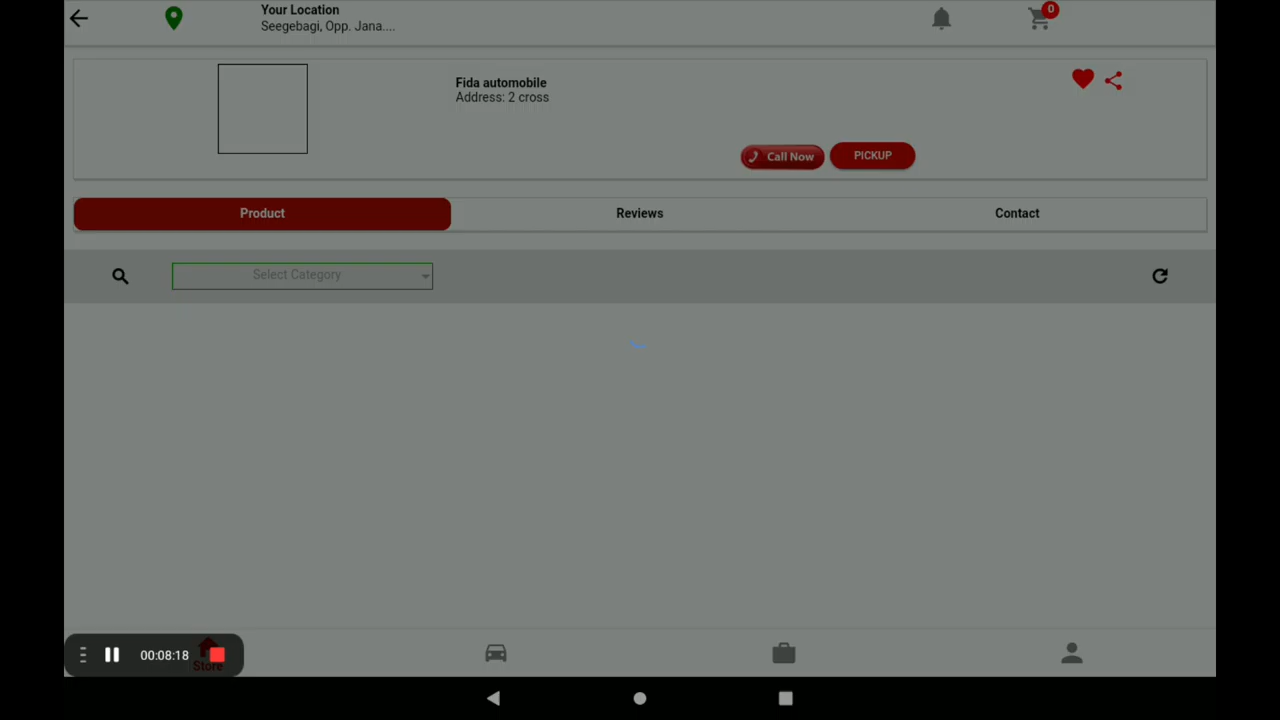 Your Location
Seegebagi, Opp. Jana....
0
Fida automobile
Address: 2 cross
Call Now
PICKUP
Product
Reviews
Contact
Select Category
00:08:18
Store